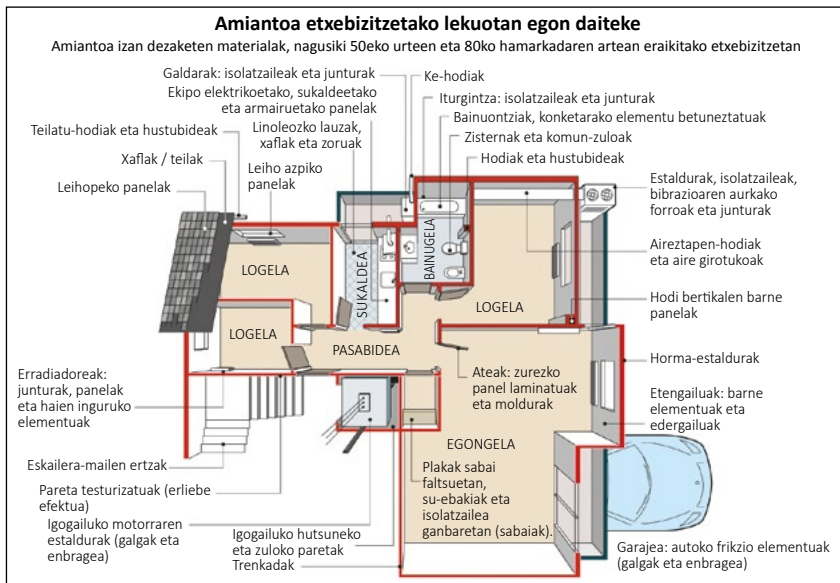 Amiantoa etxebizitzetako lekuotan egon daiteke
Amiantoa izan dezaketen materialak, nagusiki 50eko urteen eta 80ko hamarkadaren artean eraikitako etxebizitzetan
Galdarak: isolatzaileak eta junturak
Ekipo elektrikoetako, sukaldeetako
eta armairuetako panelak
Linoleozko lauzak,
xaflak eta zoruak
Teilatu-hodiak eta hustubideak
Xaflak / teilak
Leihopeko panelak
Leiho azpiko
panelak
Ke-hodiak
Iturgintza: isolatzaileak eta junturak
Bainuontziak, konketarako elementu betuneztatuak
Zisternak eta komun-zuloak
Hodiak eta hustubideak
Estaldurak, isolatzaileak,
bibrazioaren aurkako
forroak eta junturak
Aireztapen-hodiak
eta aire girotukoak
Hodi bertikalen barne
panelak
Horma-estaldurak
Etengailuak: barne
elementuak eta
edergailuak
LOGELA
LOGELA
SUKALDEA
BAINUGELA
LOGELA
PASABIDEA
EGONGELA
Ateak: zurezko
panel laminatuak
eta moldurak
Erradiadoreak:
junturak, panelak
eta haien inguruko
elementuak
Eskailera-mailen ertzak
Pareta testurizatuak (erliebe
efektua)
Igogailuko motorraren
estaldurak (galgak eta
enbragea)
Igogailuko hutsuneko
eta zuloko paretak
Trenkadak
Plakak sabai
faltsuetan,
su-ebakiak eta
isolatzailea
ganbaretan (sabaiak).
Garajea: autoko frikzio elementuak
(galgak eta enbragea)